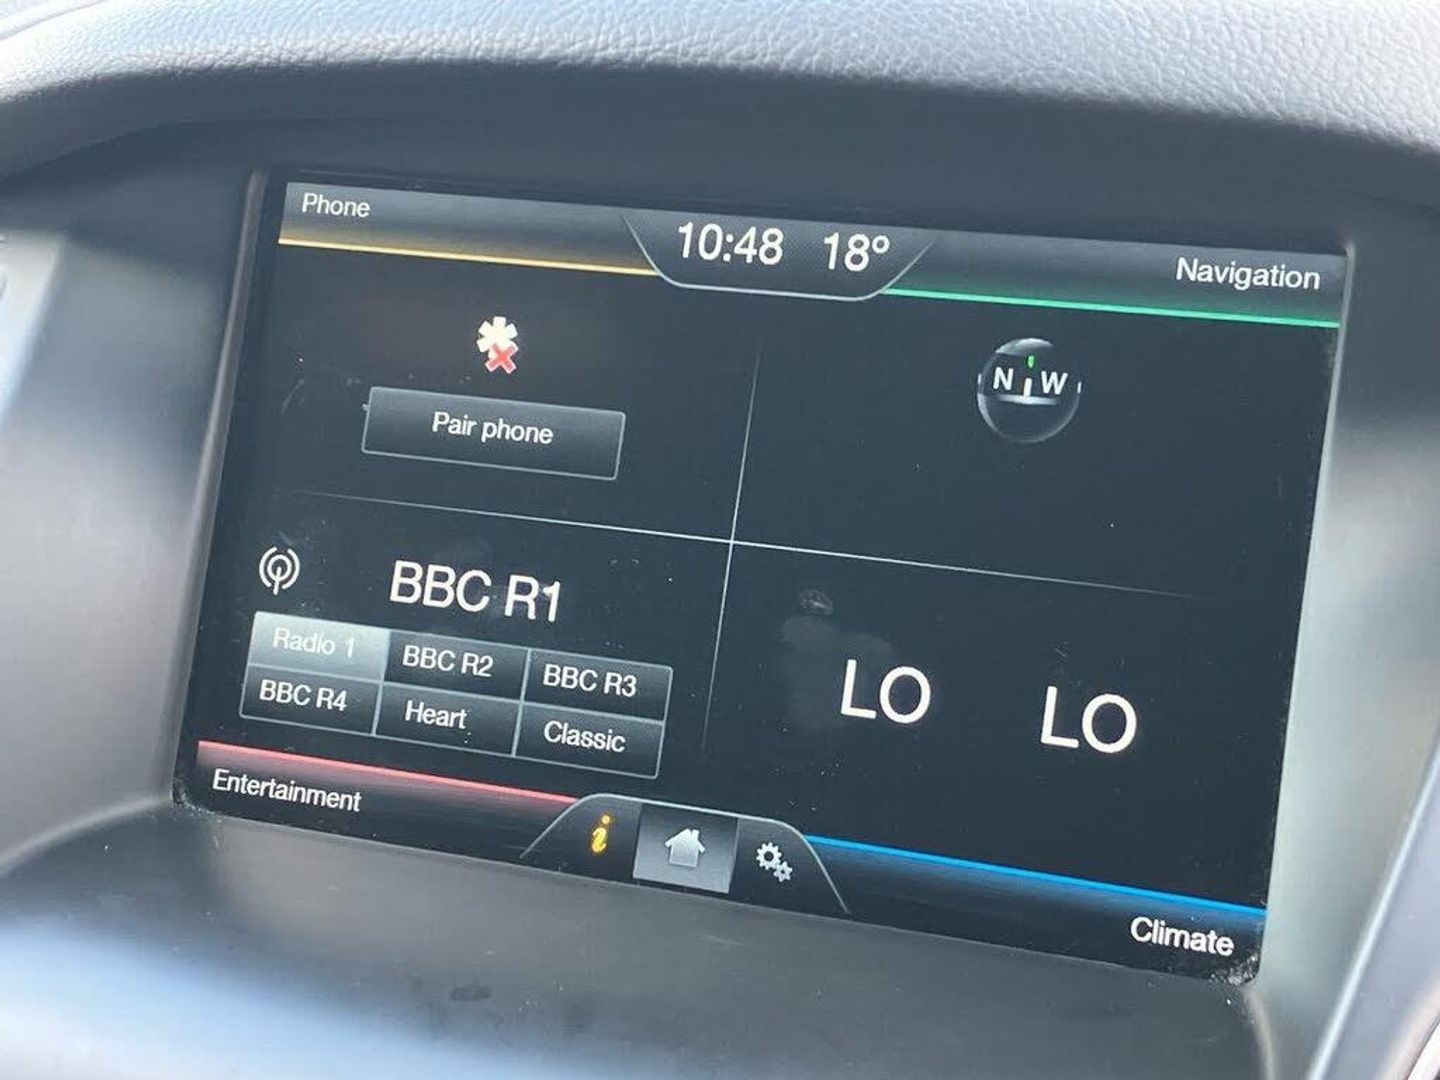 Phone
10:48 18°
Navigation
N W
Pair phone
BBC R1
Radio 1 BBC R2 BBC R3
BBC R4 Heart Classic
LO LO
Entertainment
i
Climate